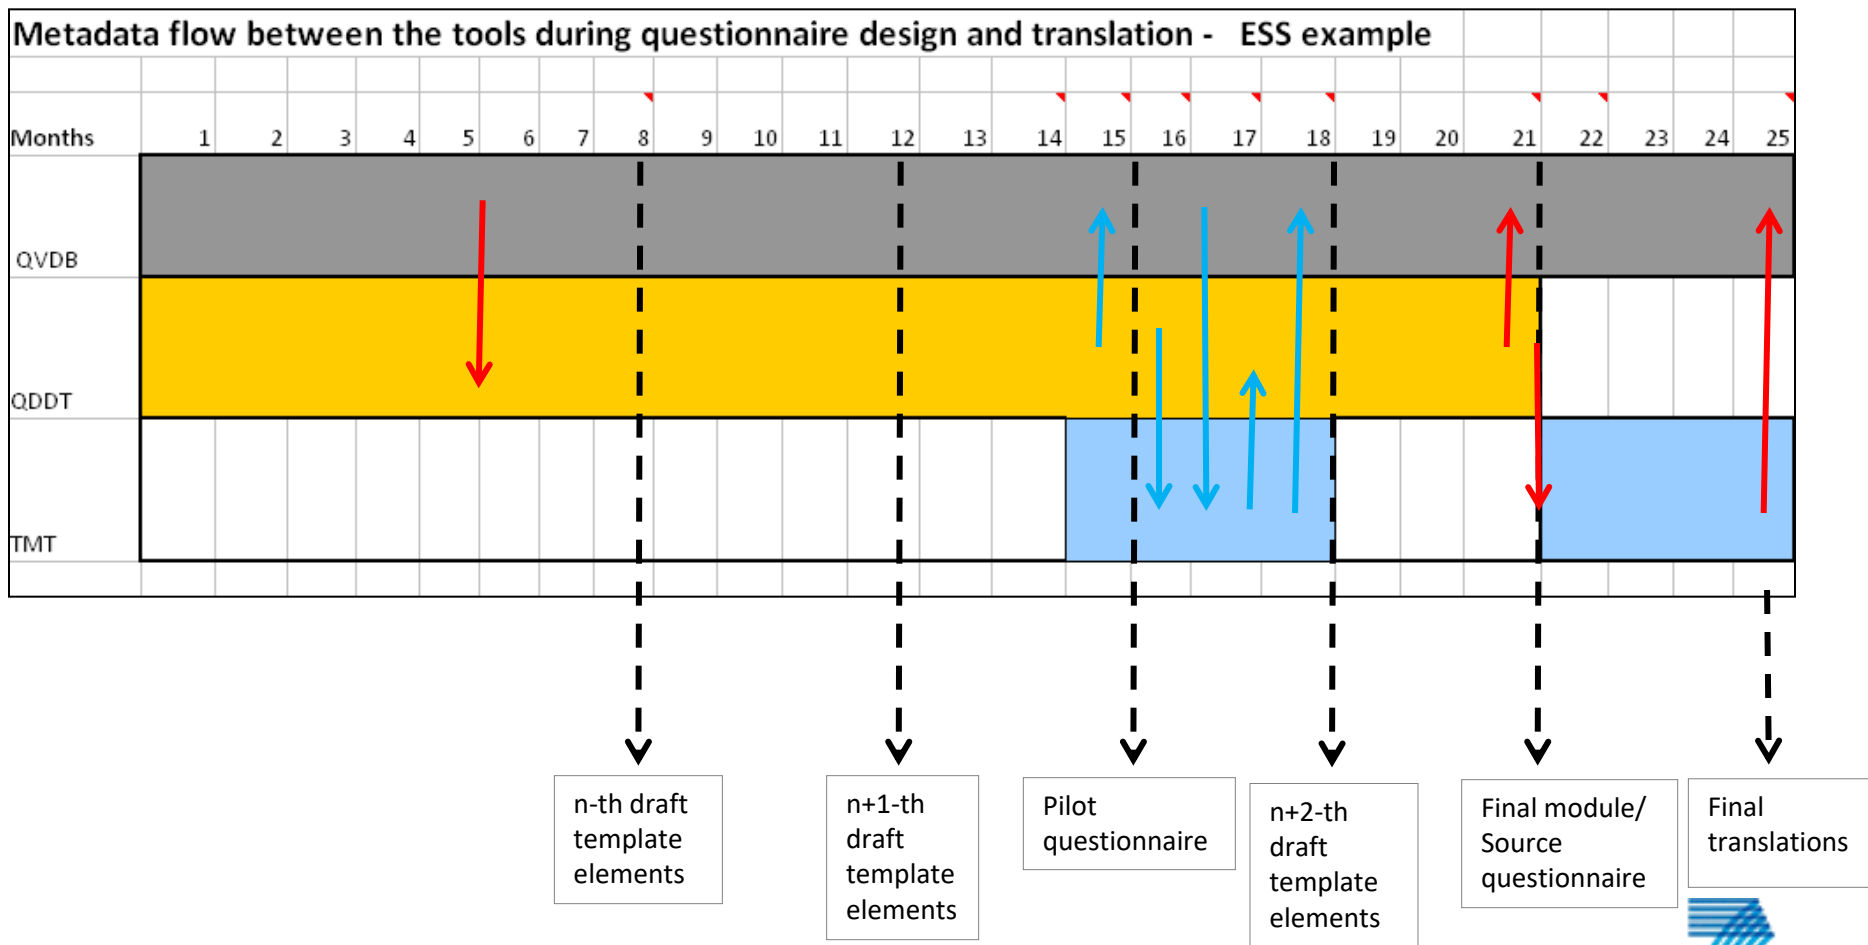 Metadata flow between the tools during questionnaire design and translation - ESS example
Months 1 2 3 4 5 6 7 8 9 10 11 12 13 14 15 16 17 18 19 20 21 22 23 24 25
QVDB
QDDT
TMT
n-th draft
template
elements
n+1-th
draft
template
elements
Pilot
questionnaire
n+2-th
draft
template
elements
Final module/
Source
questionnaire
Final
translations